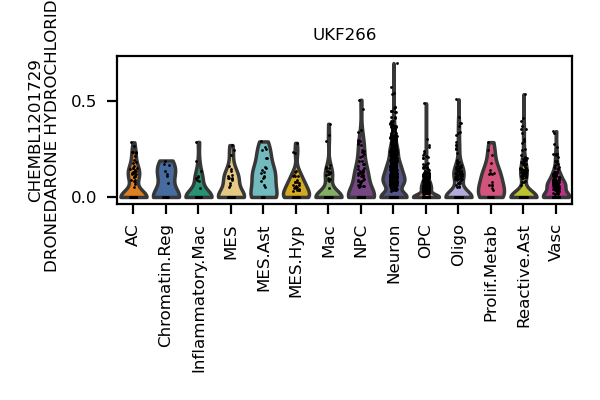 UKF266
CHEMBL1201729
DRONEDARONE HYDROCHLORID
0.5
0.0
AC
Chromatin.Reg
Inflammatory.Mac
MES
MES.Ast
MES.Hyp
Mac
NPC
Neuron
OPC
Oligo
Prolif.Metab
Reactive.Ast
Vasc